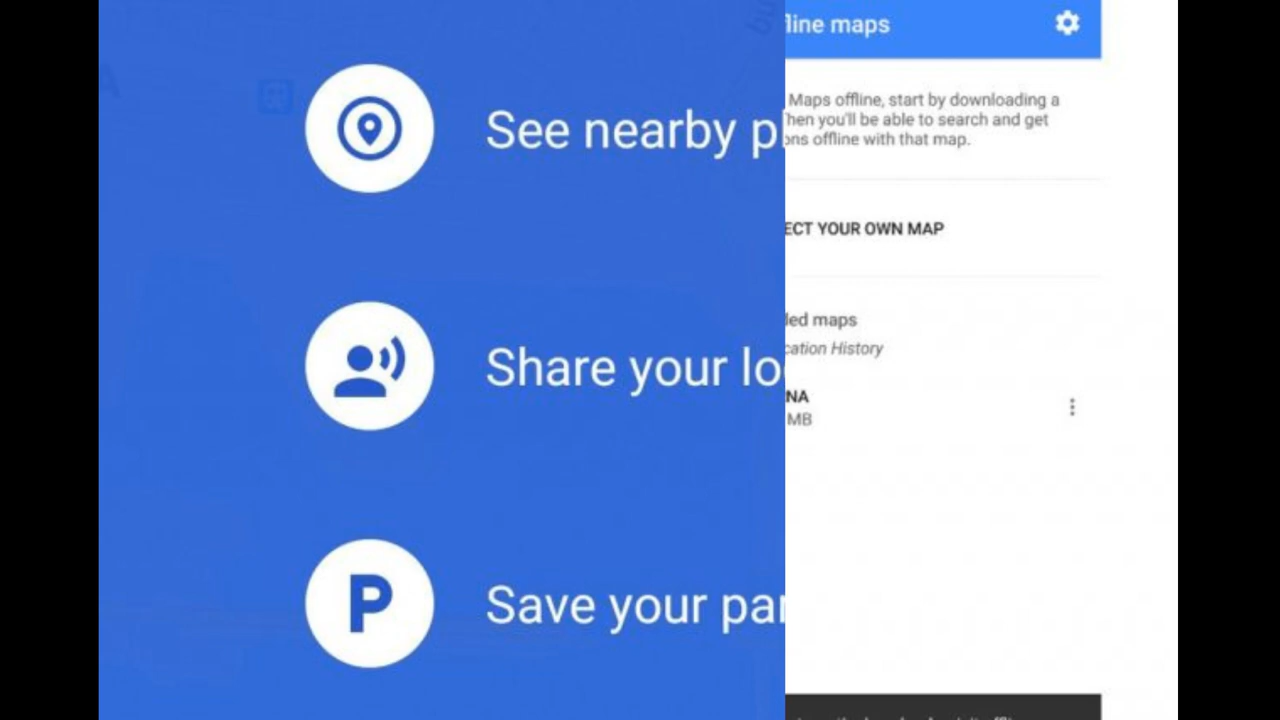 See nearby pl
Share your lo
P
Save your par
line maps
Maps offline, start by downloading a
hen you'll be able to search and get
ons offline with that map.
ECT YOUR OWN MAP
ded maps
cation History
NA
MB